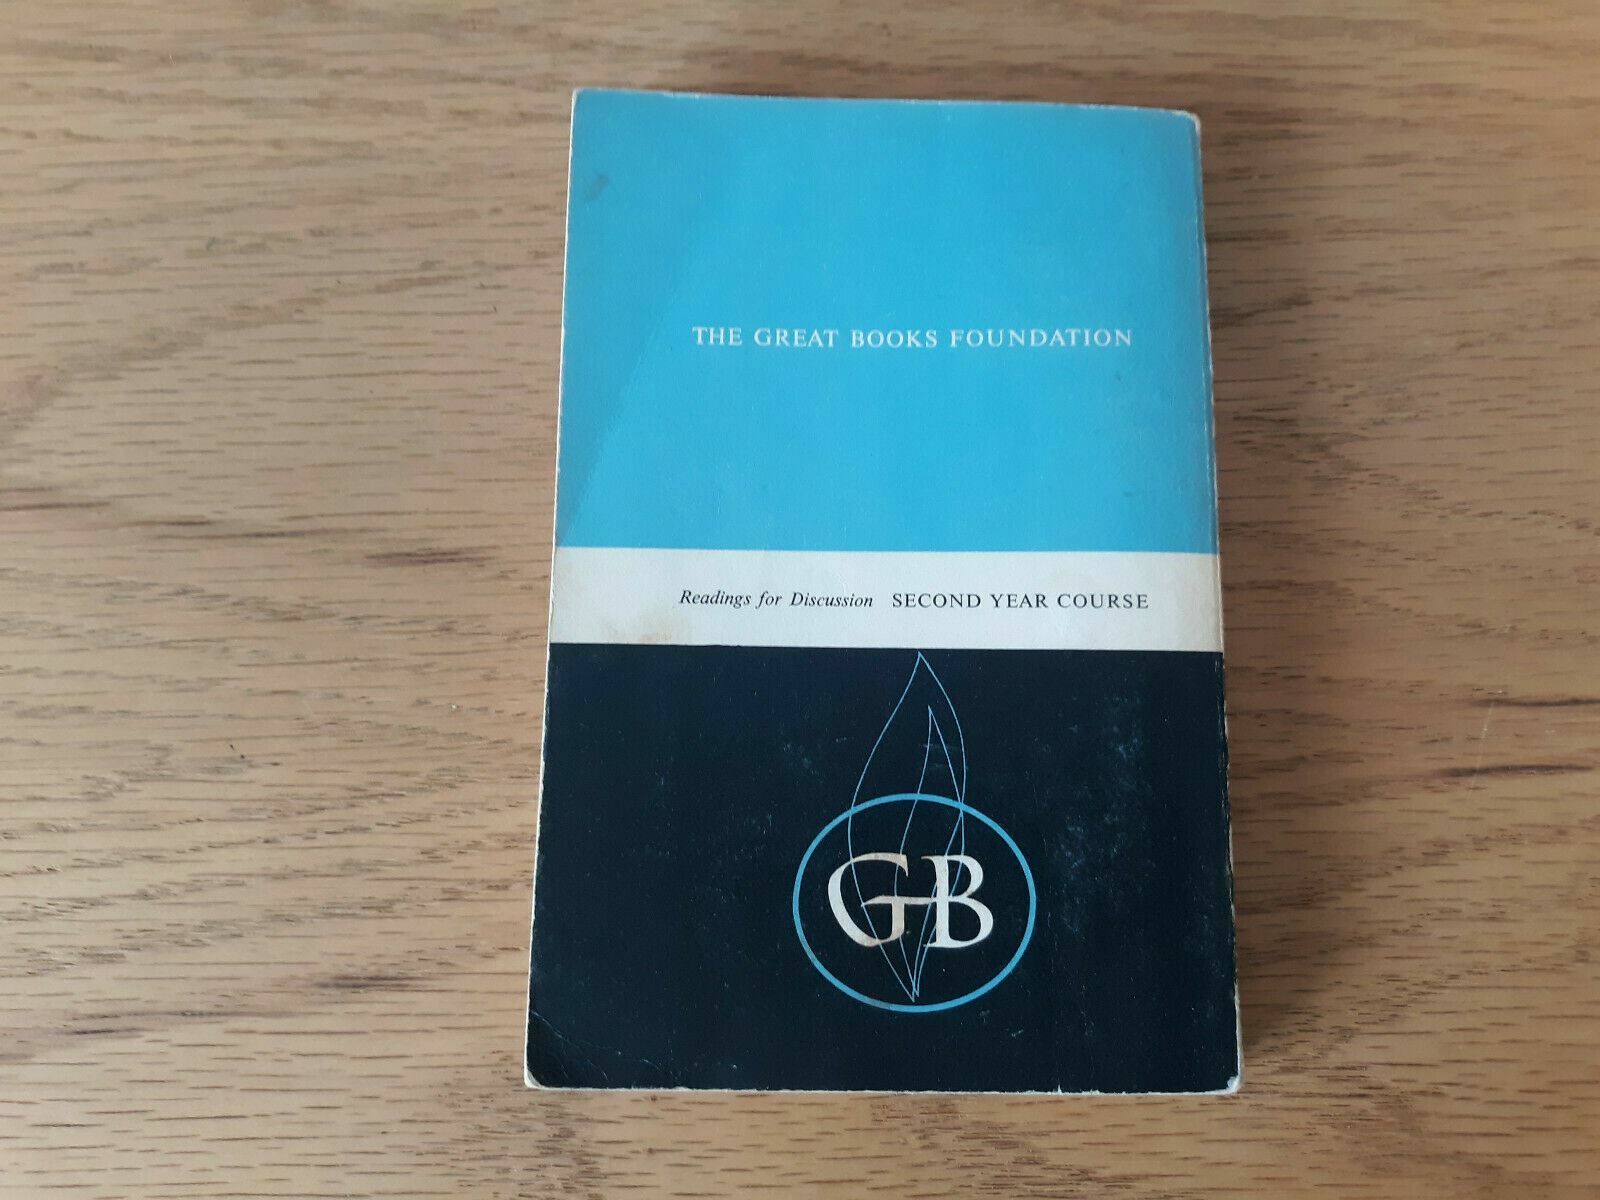 THE GREAT BOOKS FOUNDATION
Readings for Discussion SECOND YEAR COURSE
GB